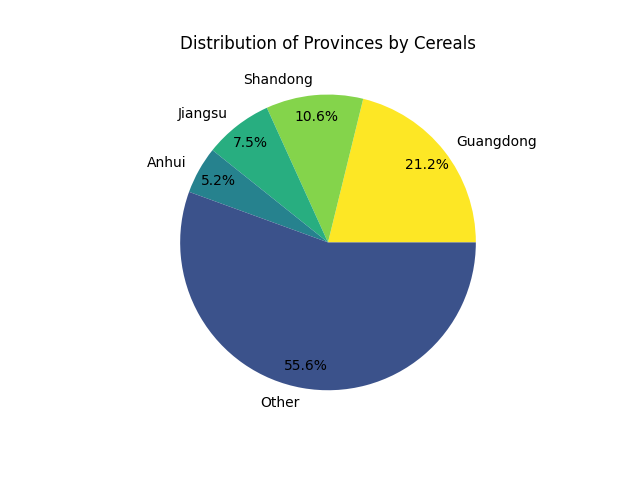 Distribution of Provinces by Cereals
Shandong
10.6%
Guangdong
21.2%
Jiangsu
7.5%
Anhui
5.2%
55.6%
Other